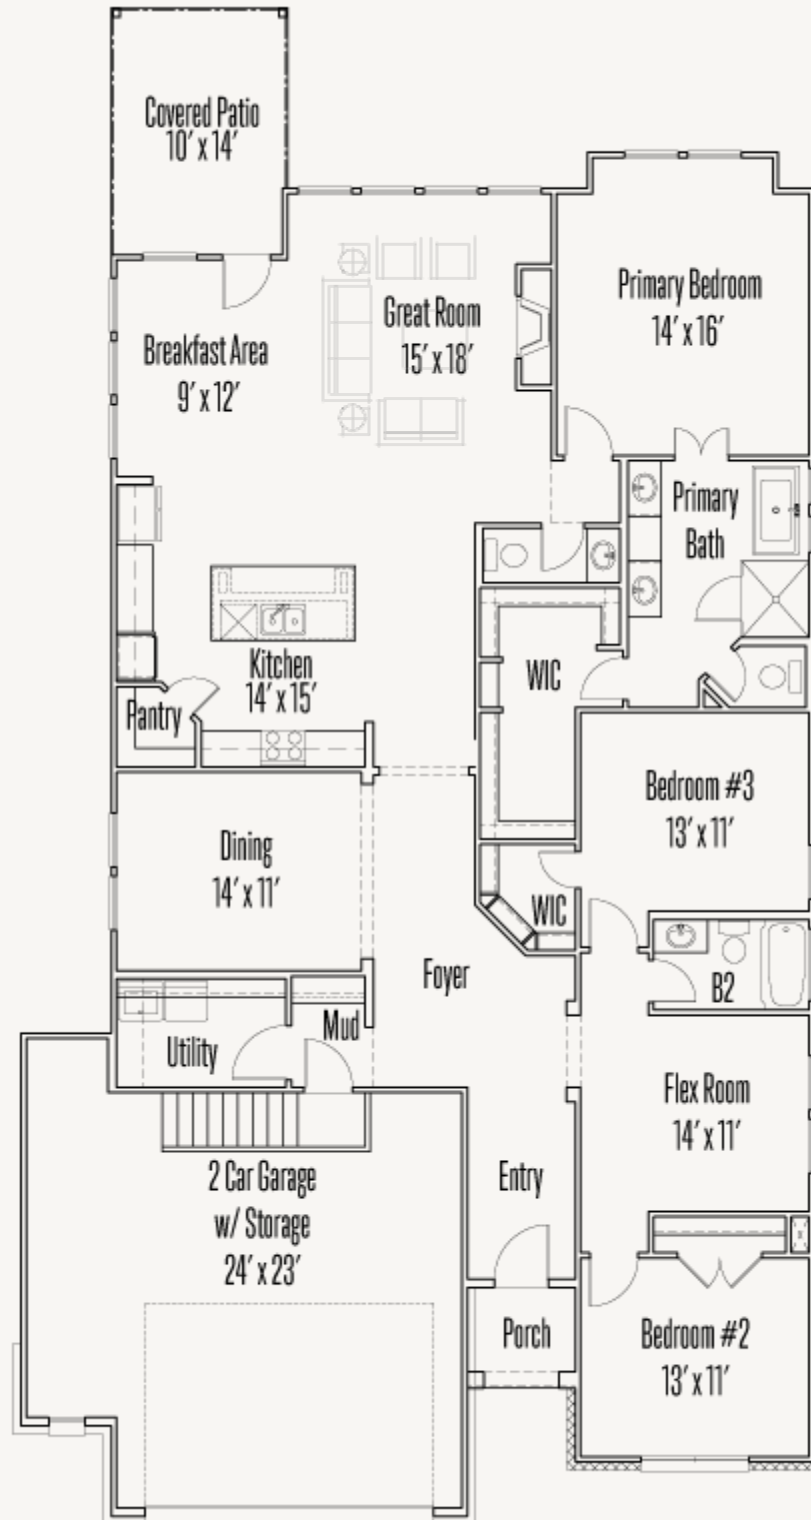 Covered Patio
10′ x 14′
Primary Bedroom
14′ x 16′
Great Room
15′ x 18′
Breakfast Area
9′ x 12′
Primary
Bath
Kitchen
14′ x 15′
WIC
Pantry
Bedroom #3
13′ x 11′
Dining
14′ x 11′
WIC
Foyer
B2
Mud
Utility
Flex Room
14′ x 11′
2 Car Garage
w/ Storage
24′ x 23′
Entry
Porch
Bedroom #2
13′ x 11′